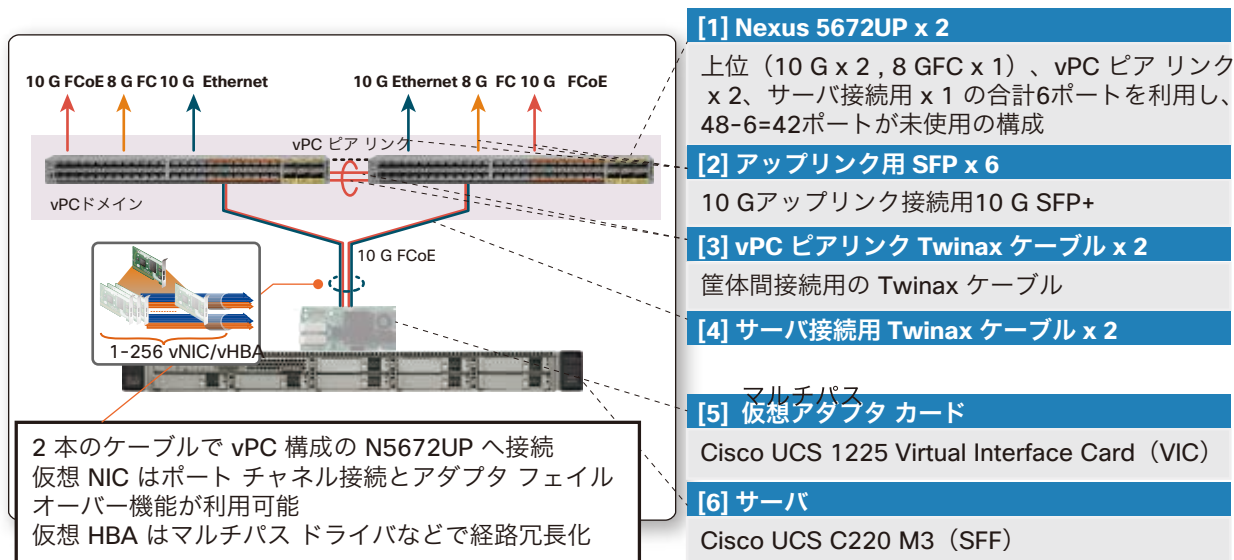 10 G FCoE 8 G FC 10 G Ethernet
10 G Ethernet 8 G FC 10 G FCoE
vPC ピア リンク
vPCドメイン
10 G FCoE
1-256 vNIC/vHBA
2 本のケーブルで vPC 構成の N5672UP へ接続
仮想 NIC はポート チャネル接続とアダプタ フェイル
オーバー機能が利用可能
仮想 HBA はマルチパス ドライバなどで経路冗長化
[1] Nexus 5672UP x 2
上位（10 G x 2 , 8 GFC x 1）、vPC ピア リンク
x 2、サーバ接続用 x 1 の合計6ポートを利用し、
48-6=42ポートが未使用の構成
[2] アップリンク用 SFP x 6
10 Gアップリンク接続用10 G SFP+
[3] vPC ピアリンク Twinax ケーブル x 2
筐体間接続用の Twinax ケーブル
[4] サーバ接続用 Twinax ケーブル x 2
マルチパス
[5] 仮想アダプタ カード
Cisco UCS 1225 Virtual Interface Card（VIC）
[6] サーバ
Cisco UCS C220 M3（SFF）